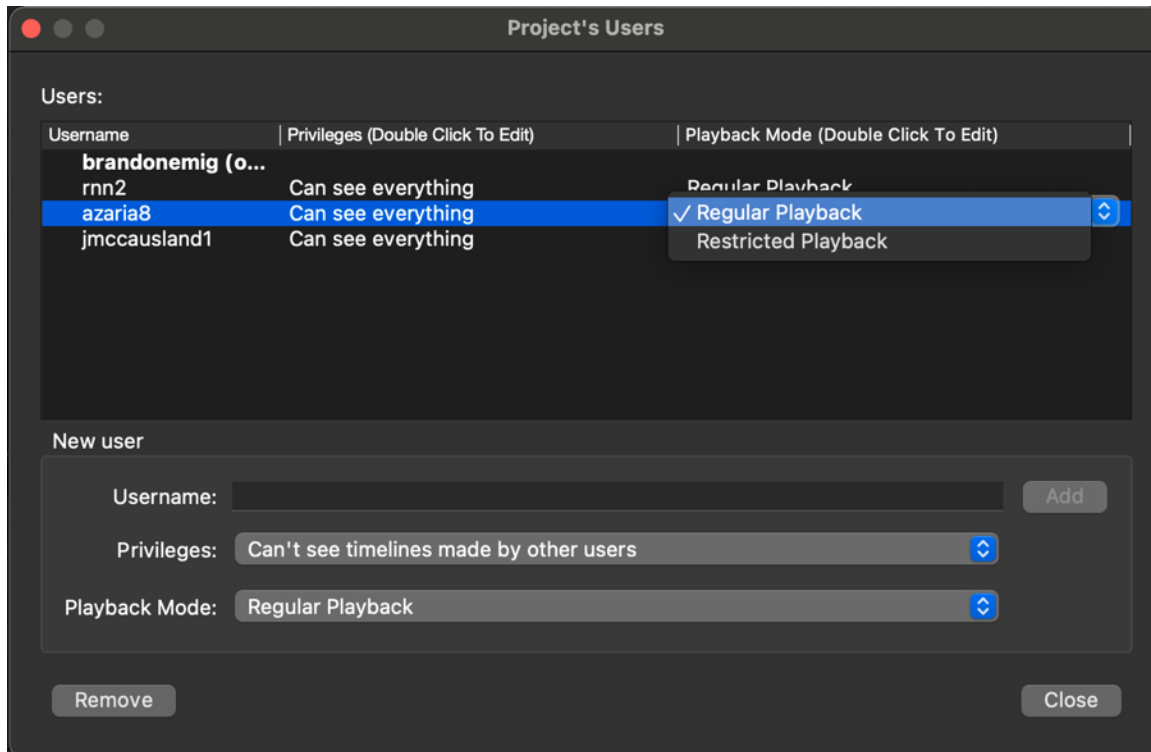 Project's Users
Users:
Username Privileges (Double Click To Edit) Playback Mode (Double Click To Edit)
brandonemig (o...
rnn2 Can see everything Regular Playback
azaria8 Can see everything Regular Playback
jmccausland1 Can see everything Restricted Playback
New user
Username: Add
Privileges: Can't see timelines made by other users
Playback Mode: Regular Playback
Remove Close